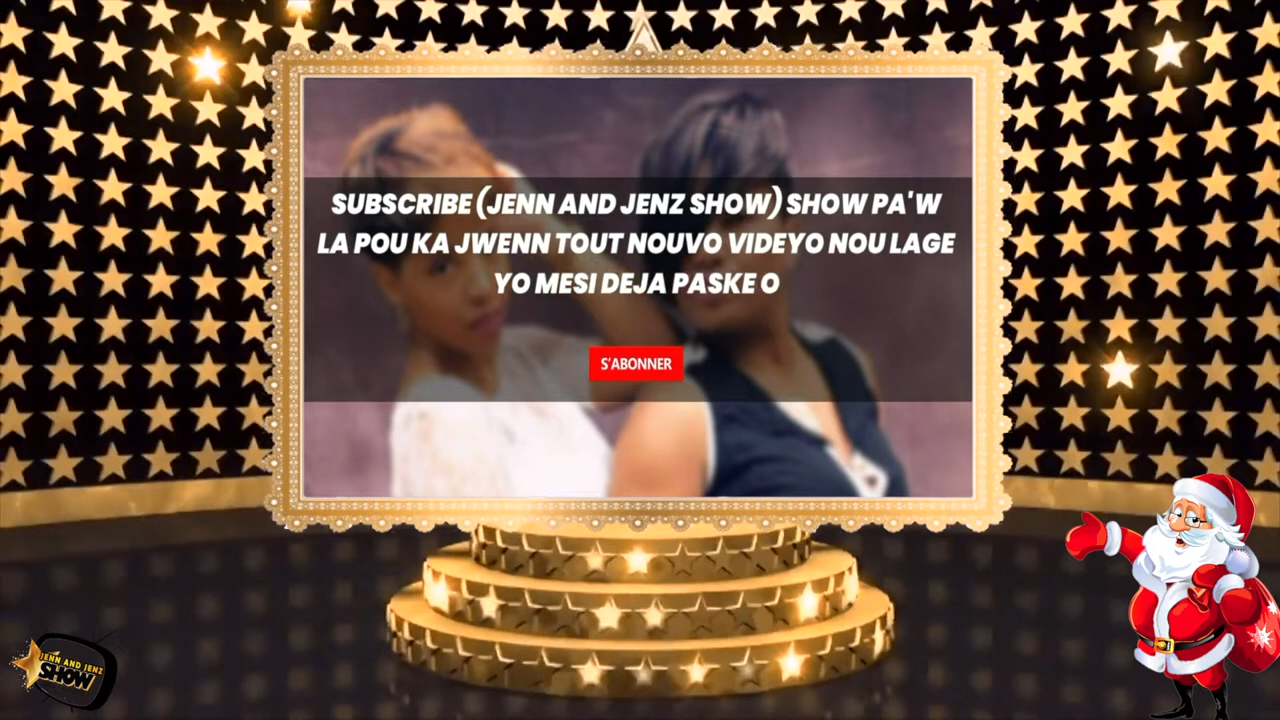 SUBSCRIBE (JENN AND JENZ SHOW) SHOW PA'W
LA POU KA JWENN TOUT NOUVO VIDEYO NOU LAGE
YO MESI DEJA PASKE O
S'ABONNER
JENN AND JENZ
SHOW